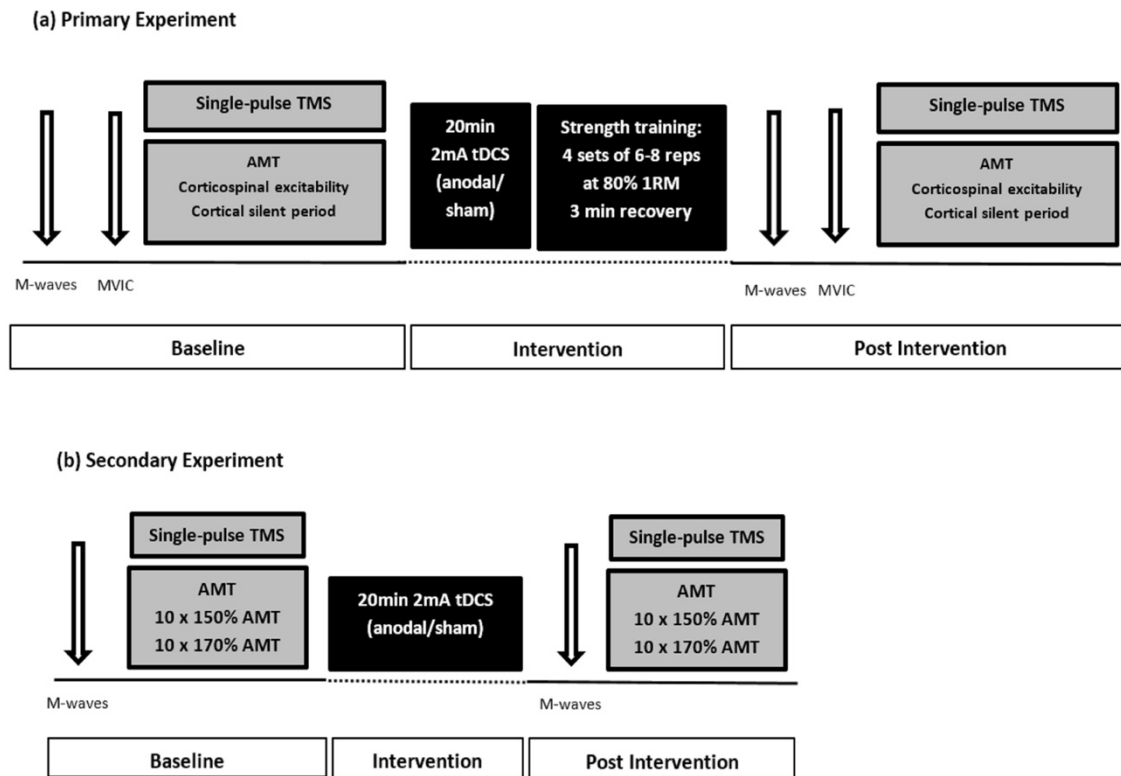 (a) Primary Experiment
Single-pulse TMS
AMT
Corticospinal excitability
Cortical silent period
20min
2mA tDCS
(anodal/
sham)
Strength training:
4 sets of 6-8 reps
at 80% 1RM
3 min recovery
Single-pulse TMS
AMT
Corticospinal excitability
Cortical silent period
M-waves
MVIC
M-waves
MVIC
Baseline
Intervention
Post Intervention
(b) Secondary Experiment
Single-pulse TMS
AMT
10 x 150% AMT
10 x 170% AMT
20min 2mA tDCS
(anodal/sham)
Single-pulse TMS
AMT
10 x 150% AMT
10 x 170% AMT
M-waves
M-waves
Baseline
Intervention
Post Intervention